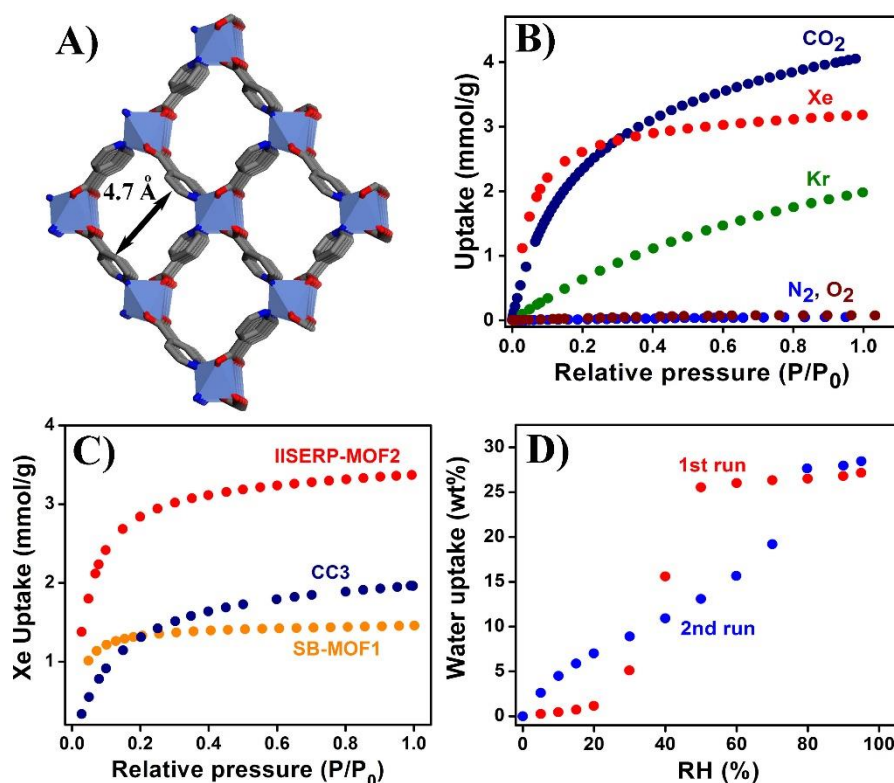 A)
4.7 Å
B)
Uptake (mmol/g)
4
3
2
1
0
CO2
Xe
Kr
N2, O2
0.0 0.2 0.4 0.6 0.8 1.0
Relative pressure (P/P0)
C)
Xe Uptake (mmol/g)
4
3
2
1
IISERP-MOF2
CC3
SB-MOF1
0.0 0.2 0.4 0.6 0.8 1.0
Relative pressure (P/P0)
D)
Water uptake (wt%)
30
25
20
15
10
5
0
1st run
2nd run
0 20 40 60 80 100
RH (%)